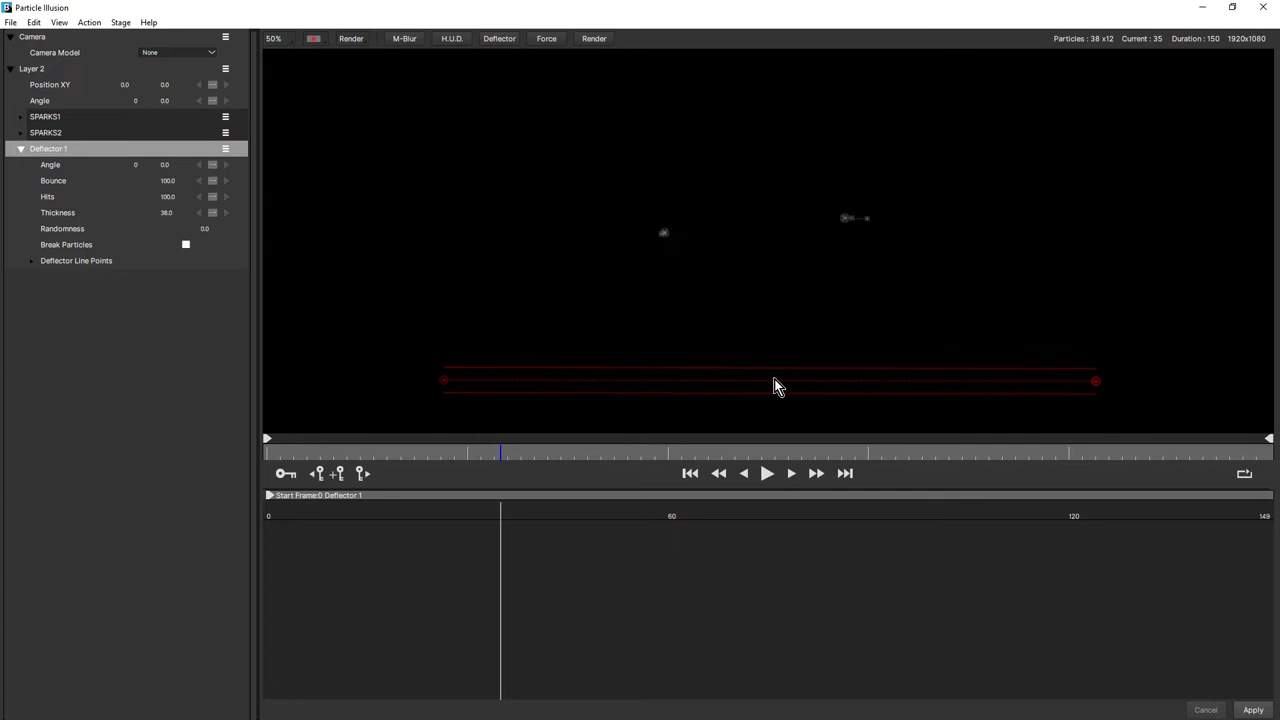 Particle Illusion
File Edit View Action Stage Help
Camera
50% Render M-Blur H.U.D. Deflector Force Render Particles : 38 x12 Current : 35 Duration : 150 1920x1080
Camera Model None
Layer 2
Position XY 0.0 0.0
Angle 0 0.0
SPARKS1
SPARKS2
Deflector 1
Angle 0 0.0
Bounce 100.0
Hits 100.0
Thickness 38.0
Randomness 0.0
Break Particles
Deflector Line Points
Start Frame:0 Deflector 1
0 60 120 149
Cancel Apply